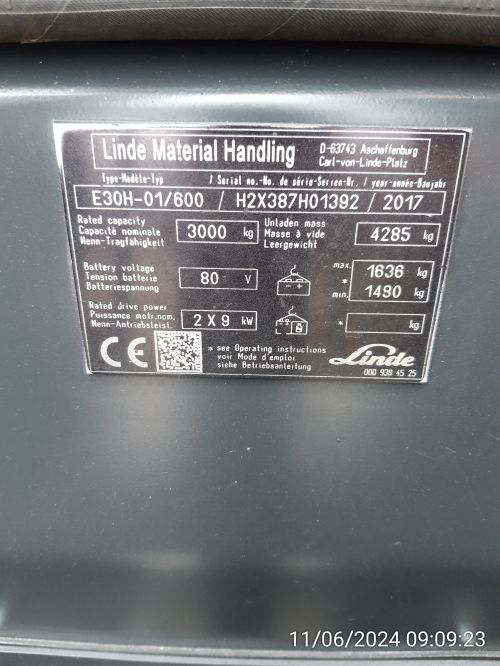 Linde Material Handling
D-63743 Aschaffenburg
Carl-von-Linde-Platz
Type-Modèle-Typ / Serial no.-No. de série-Serien-Nr. / year-année-Baujahr
E30H-01/600 / H2X387H01392 / 2017
Rated capacity
Capacité nominale
Nenn-Tragfähigkeit
3000 kg
Unladen mass
Masse à vide
Leergewicht
4285 kg
Battery voltage
Tension batterie
Batteriespannung
80 V
- +
max. 1636 kg
*
min. 1490 kg
Rated drive power
Puissance motr.nom.
Nenn-Antriebsleist.
2 X 9 kW
L
* kg
CE
* see Operating instructions
voir Mode d'emploi
siehe Betriebsanleitung
Linde
000 938 45 25
11/06/2024 09:09:23